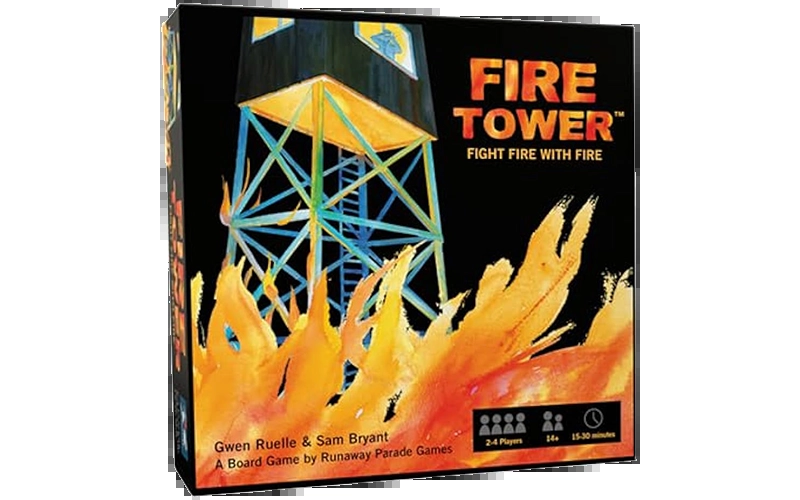 FIRE
TOWER™
FIGHT FIRE WITH FIRE
Gwen Ruelle & Sam Bryant
A Board Game by Runaway Parade Games
2-4 Players
14+
15-30 minutes